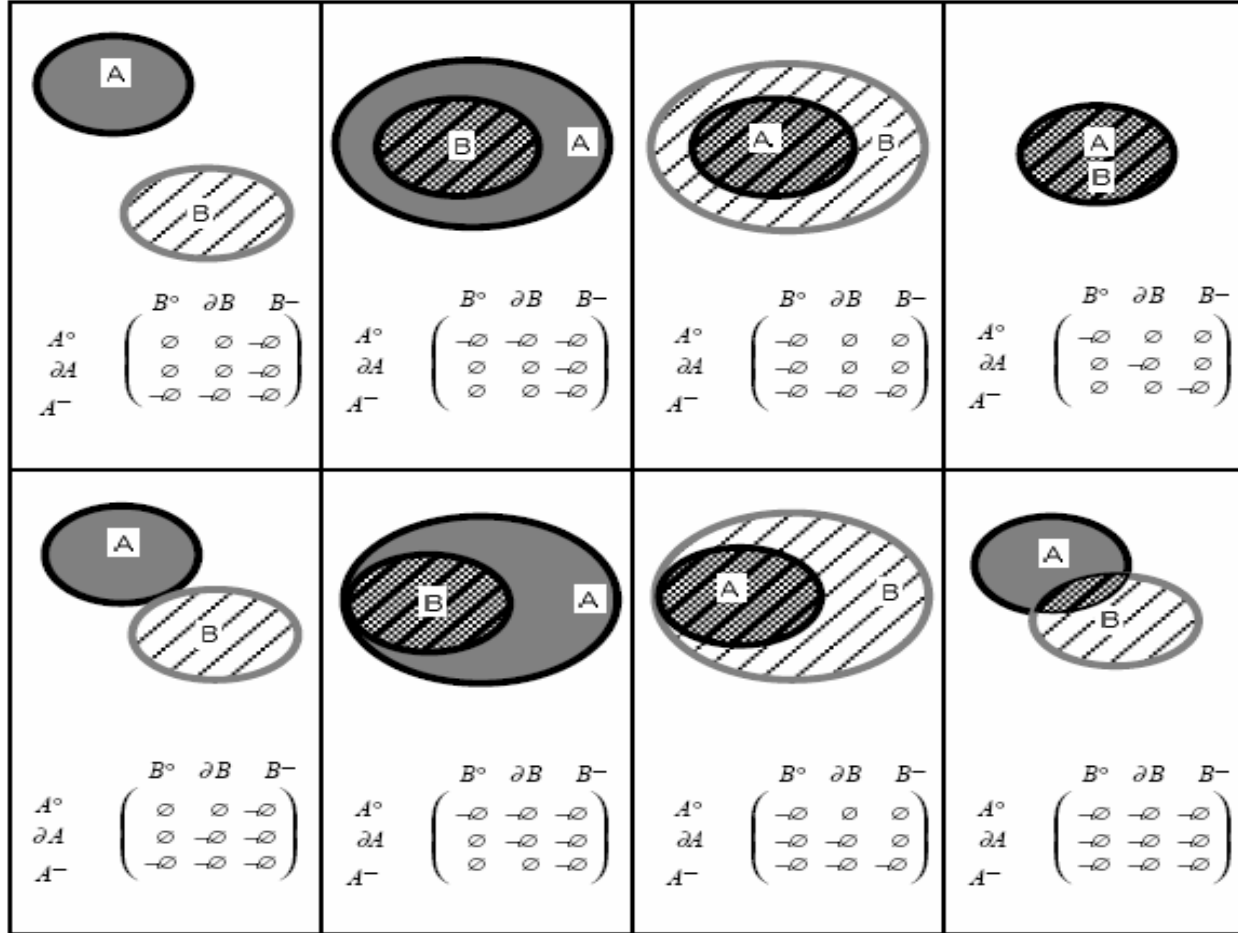 A
B
B° ∂B B−
A° ∅ ∅ ¬∅
∂A ∅ ∅ ¬∅
A− ¬∅ ¬∅ ¬∅
B
A
B° ∂B B−
A° ¬∅ ¬∅ ¬∅
∂A ∅ ∅ ¬∅
A− ∅ ∅ ¬∅
A
B
B° ∂B B−
A° ¬∅ ∅ ∅
∂A ¬∅ ∅ ∅
A− ¬∅ ¬∅ ¬∅
A
B
B° ∂B B−
A° ¬∅ ∅ ∅
∂A ∅ ¬∅ ∅
A− ∅ ∅ ¬∅
A
B
B° ∂B B−
A° ∅ ∅ ¬∅
∂A ∅ ¬∅ ¬∅
A− ¬∅ ¬∅ ¬∅
B
A
B° ∂B B−
A° ¬∅ ¬∅ ¬∅
∂A ∅ ¬∅ ¬∅
A− ∅ ∅ ¬∅
A
B
B° ∂B B−
A° ¬∅ ∅ ∅
∂A ¬∅ ¬∅ ∅
A− ¬∅ ¬∅ ¬∅
A
B
B° ∂B B−
A° ¬∅ ¬∅ ¬∅
∂A ¬∅ ¬∅ ¬∅
A− ¬∅ ¬∅ ¬∅